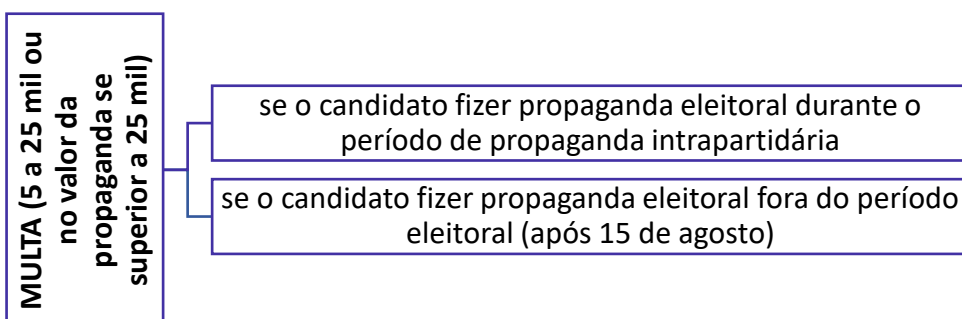 MULTA (5 a 25 mil ou
no valor da
propaganda se
superior a 25 mil)
se o candidato fizer propaganda eleitoral durante o
período de propaganda intrapartidária
se o candidato fizer propaganda eleitoral fora do período
eleitoral (após 15 de agosto)